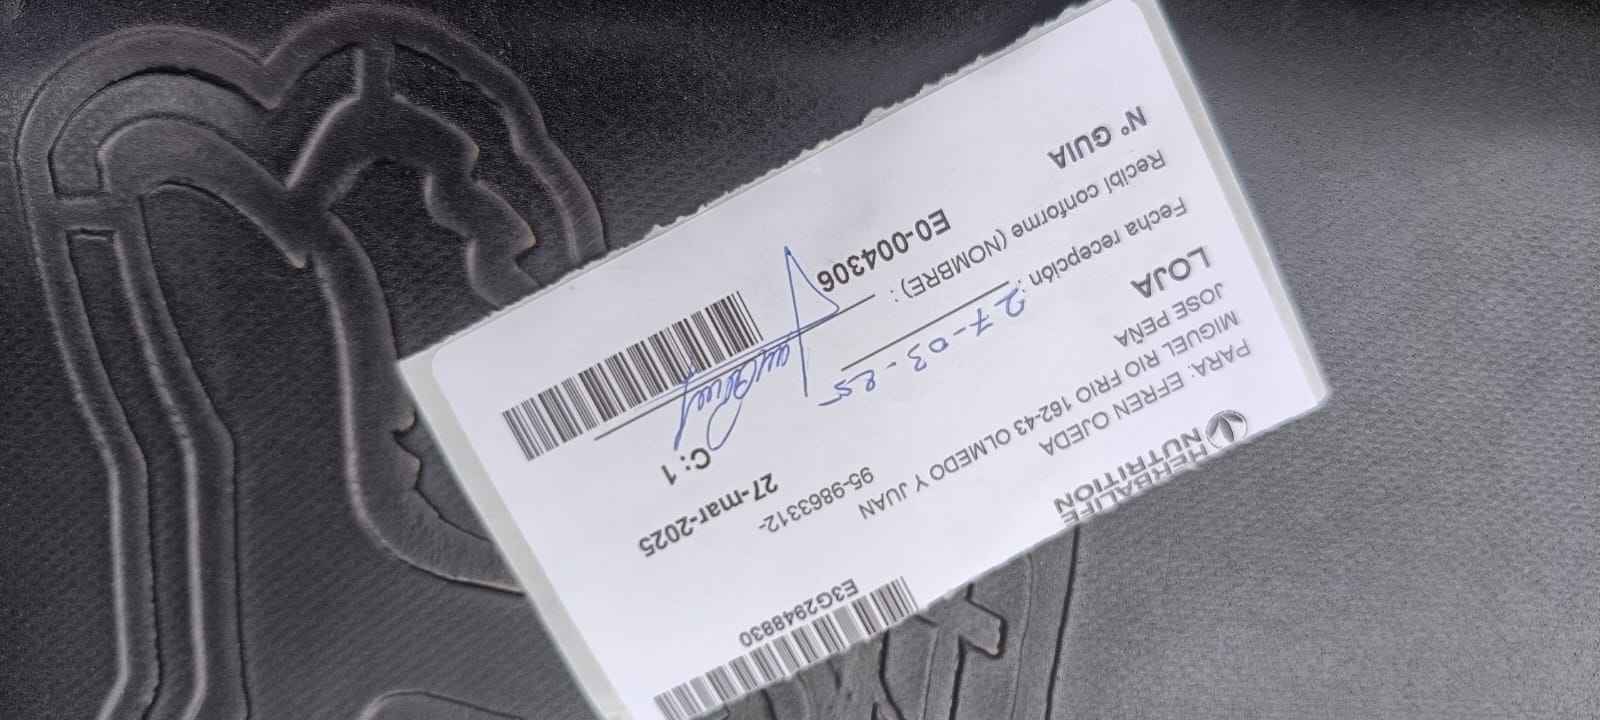 HERBALIFE
NUTRITION
E3G2948830
PARA: EFREN OJEDA
MIGUEL RIO FRIO 162-43 OLMEDO Y JUAN
JOSE PEÑA
95-9863312-
LOJA
27-mar-2025
Fecha recepción : 27-03-25
C: 1
Recibí conforme (NOMBRE) :
Nº GUIA
E0-004306